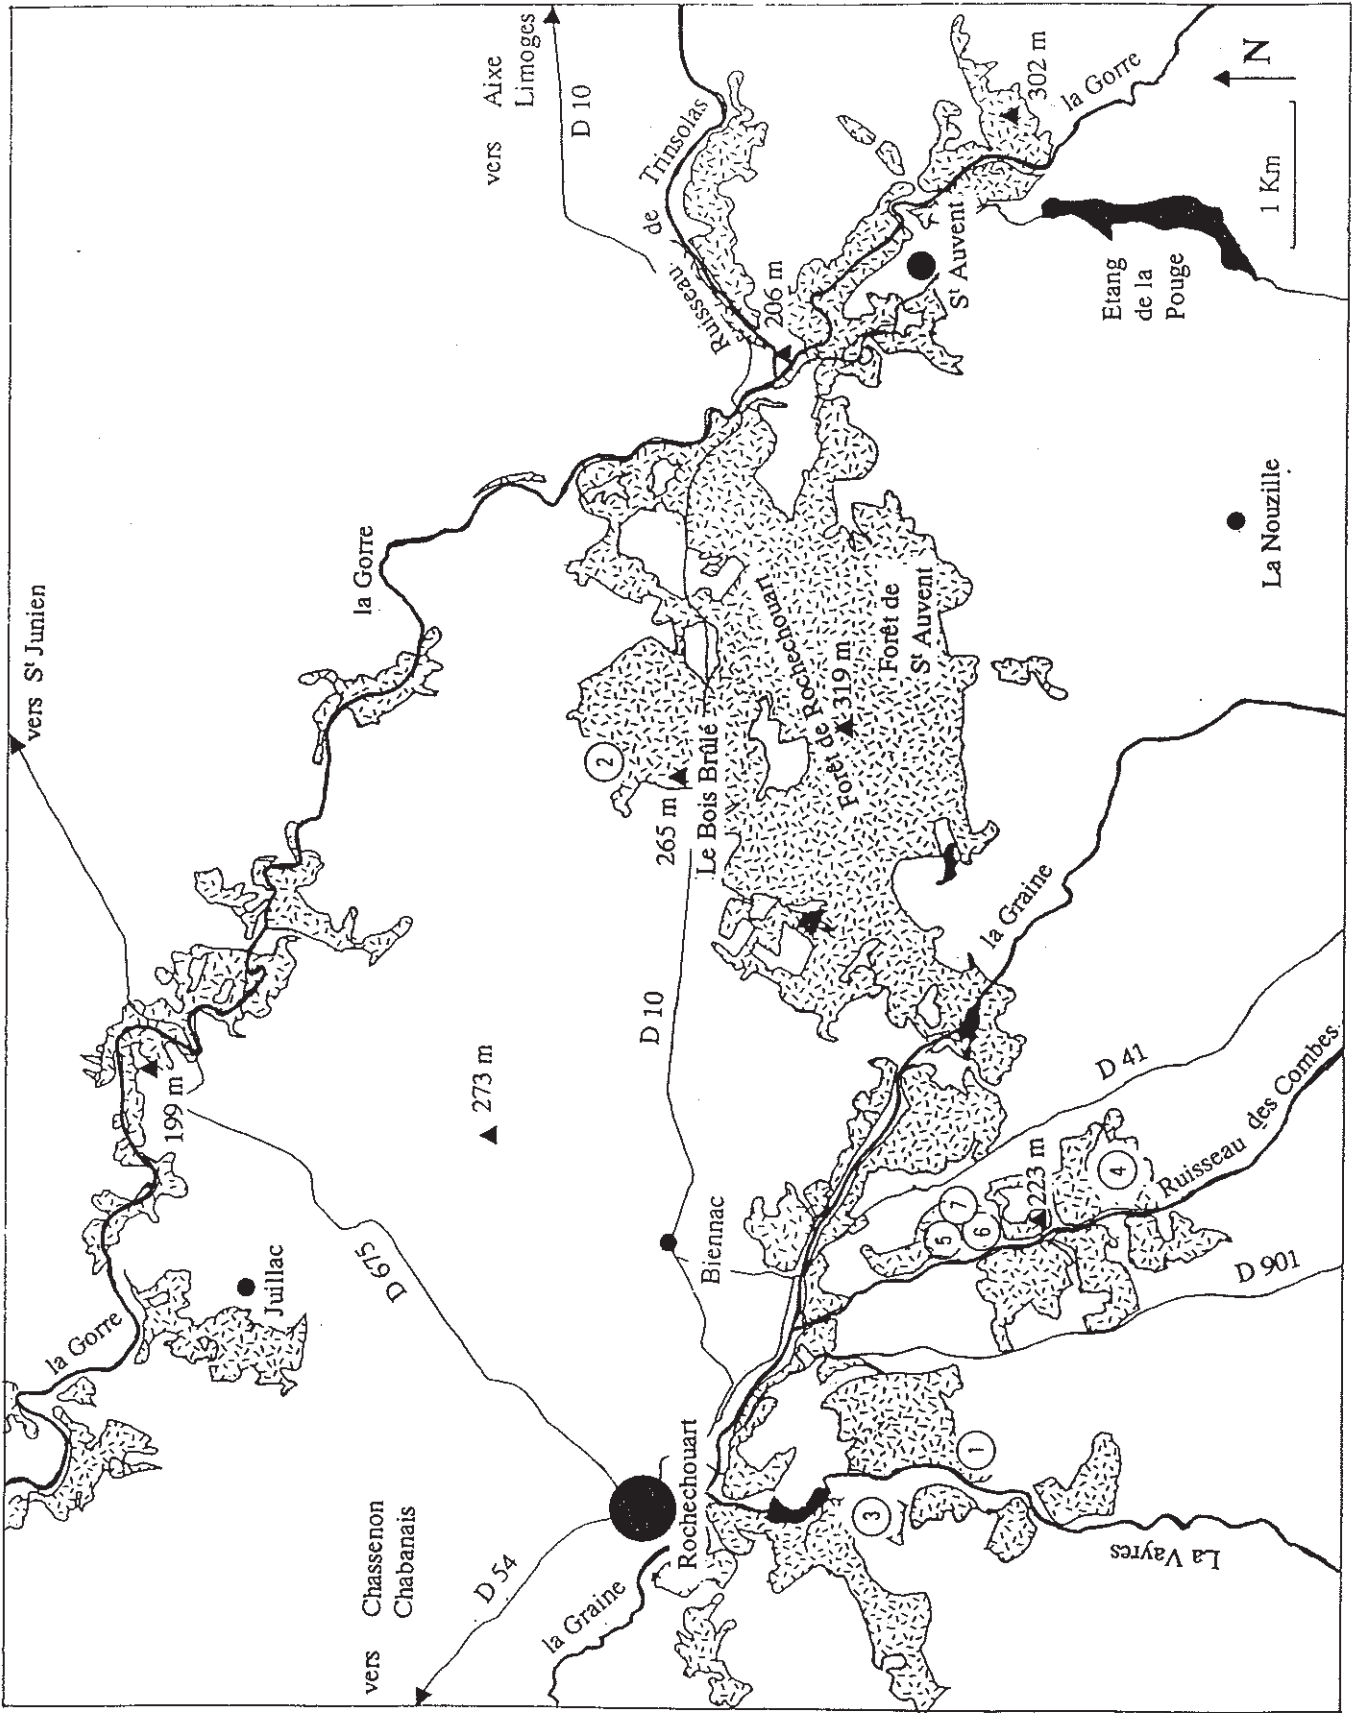 vers Chassenon
Chabanais
D 54
la Graine
Rochechouart
la Gorre
Juillac
D 675
199 m
vers Sᵗ Junien
273 m
Biennac
D 10
la Gorre
265 m
Le Bois Brûlé
2
Forêt de Rochechouart
319 m
Forêt de
Sᵗ Auvent
vers Aixe
Limoges
D 10
Ruisseau de Trinsolas
206 m
Sᵗ Auvent
302 m
la Gorre
Etang
de la
Pouge
La Nouzille
la Graine
D 41
Ruisseau des Combes
223 m
4
5
6
7
D 901
1
3
La Vayres
N
1 Km